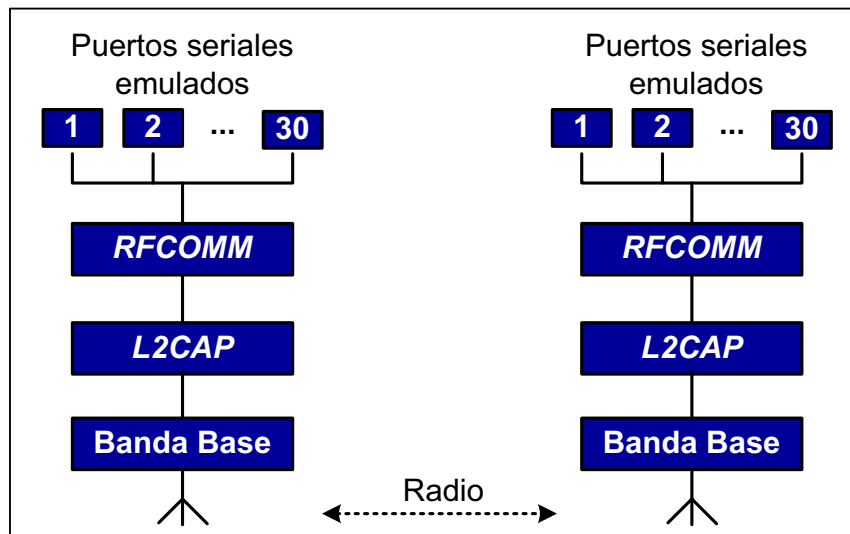 Puertos seriales
emulados
1 2 ... 30
RFCOMM
L2CAP
Banda Base
Puertos seriales
emulados
1 2 ... 30
RFCOMM
L2CAP
Banda Base
Radio